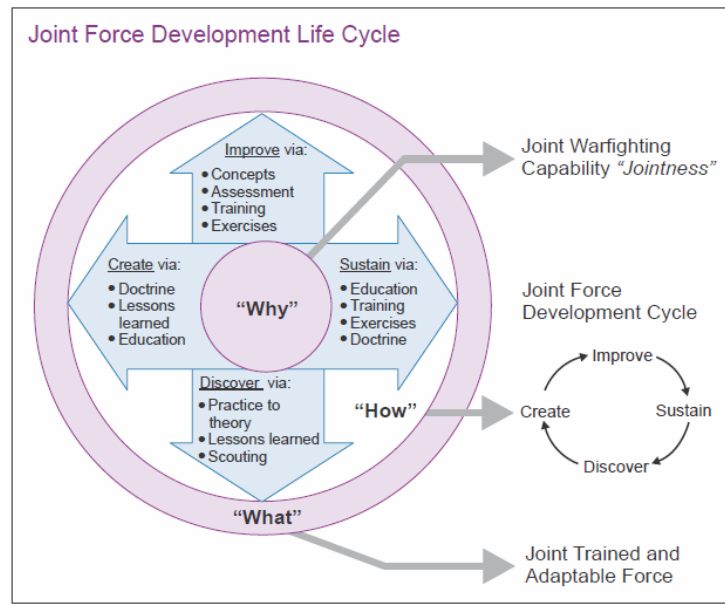 Joint Force Development Life Cycle
Improve via:
• Concepts
• Assessment
• Training
• Exercises
Create via:
• Doctrine
• Lessons
learned
• Education
"Why"
Sustain via:
• Education
• Training
• Exercises
• Doctrine
Discover via:
• Practice to
theory
• Lessons learned
• Scouting
"How"
"What"
Joint Warfighting
Capability "Jointness"
Joint Force
Development Cycle
Improve
Create
Sustain
Discover
Joint Trained and
Adaptable Force